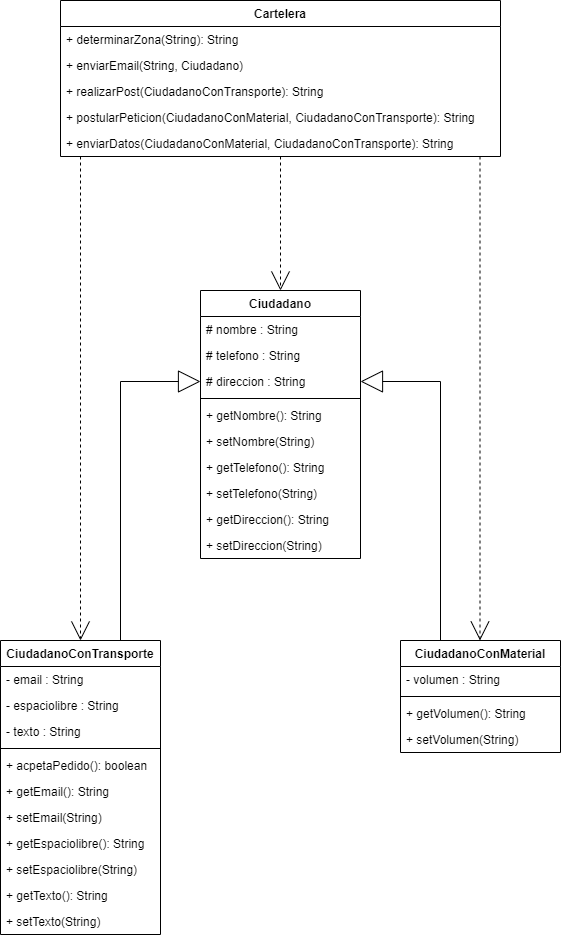 Cartelera
+ determinarZona(String): String
+ enviarEmail(String, Ciudadano)
+ realizarPost(CiudadanoConTransporte): String
+ postularPeticion(CiudadanoConMaterial, CiudadanoConTransporte): String
+ enviarDatos(CiudadanoConMaterial, CiudadanoConTransporte): String
Ciudadano
# nombre : String
# telefono : String
# direccion : String
+ getNombre(): String
+ setNombre(String)
+ getTelefono(): String
+ setTelefono(String)
+ getDireccion(): String
+ setDireccion(String)
CiudadanoConTransporte
- email : String
- espaciolibre : String
- texto : String
+ acpetaPedido(): boolean
+ getEmail(): String
+ setEmail(String)
+ getEspaciolibre(): String
+ setEspaciolibre(String)
+ getTexto(): String
+ setTexto(String)
CiudadanoConMaterial
- volumen : String
+ getVolumen(): String
+ setVolumen(String)